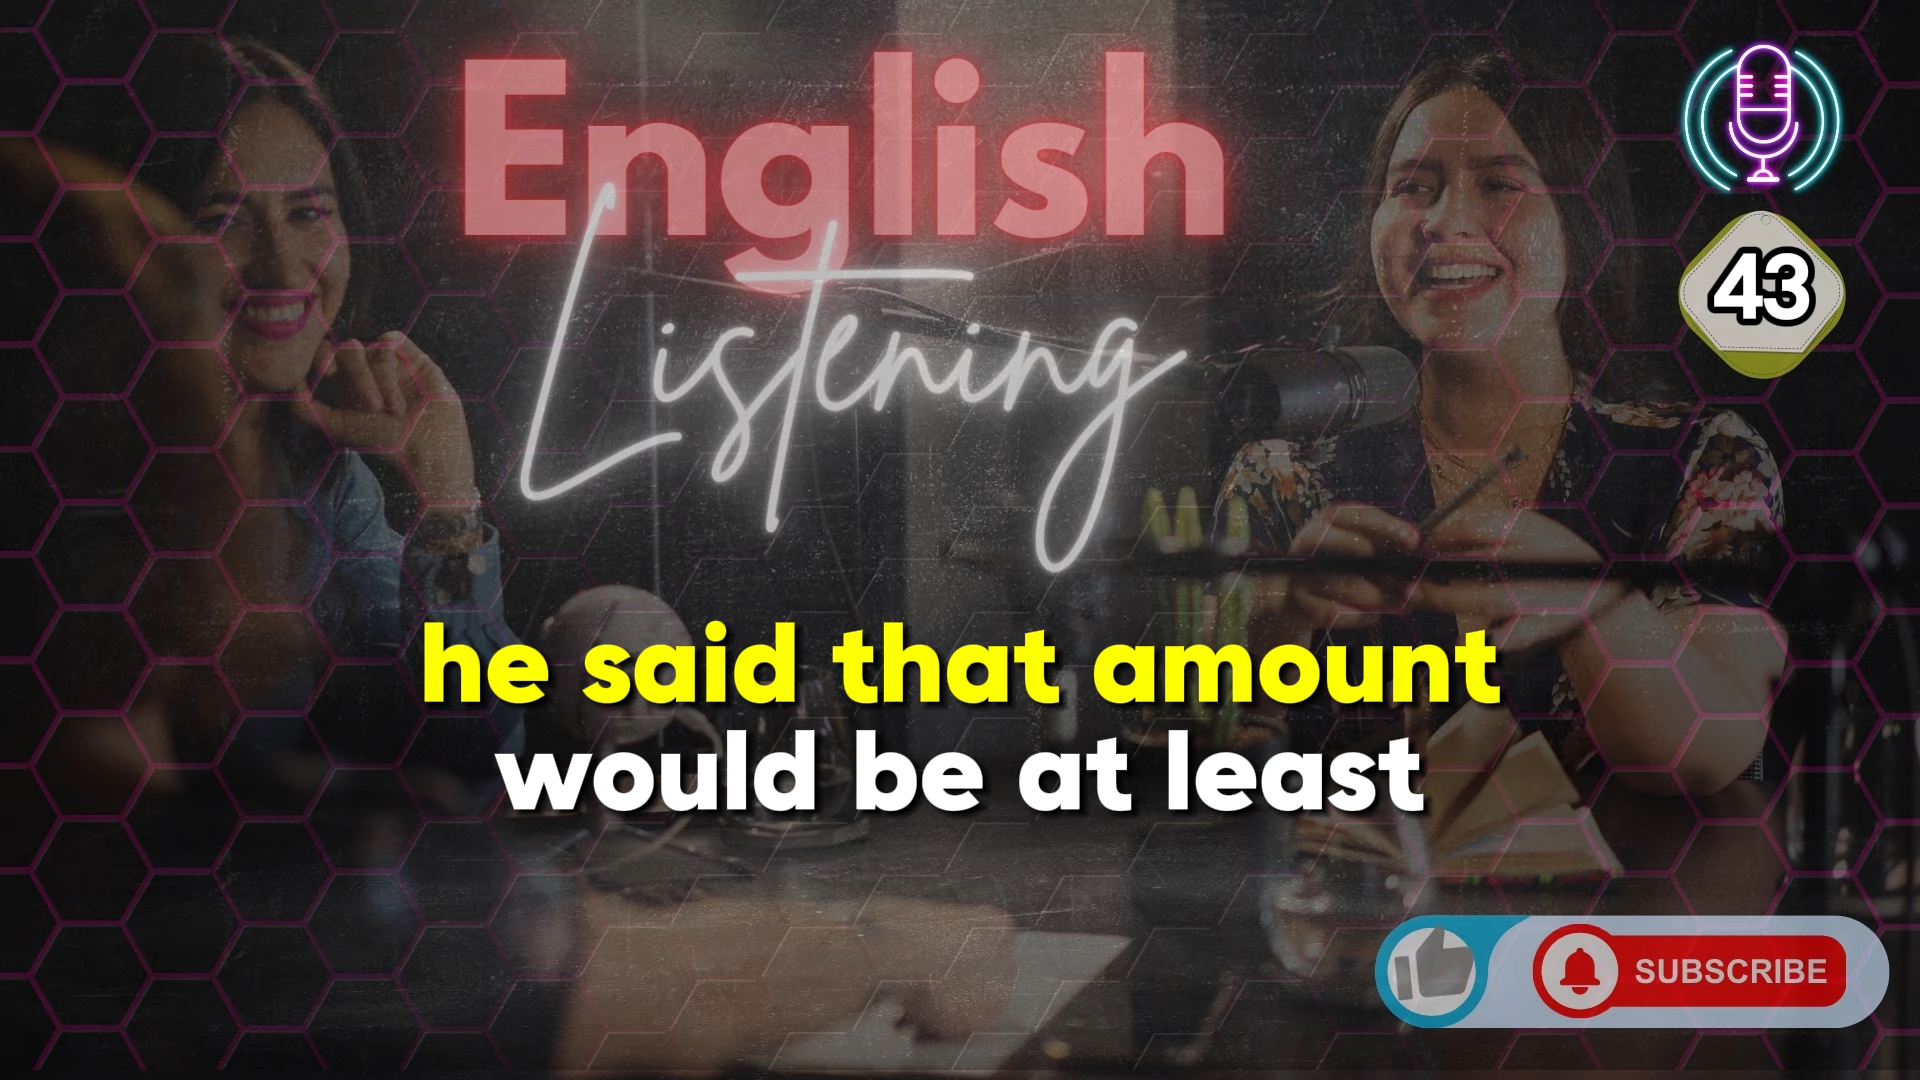 English
Listening
43
he said that amount
would be at least
SUBSCRIBE